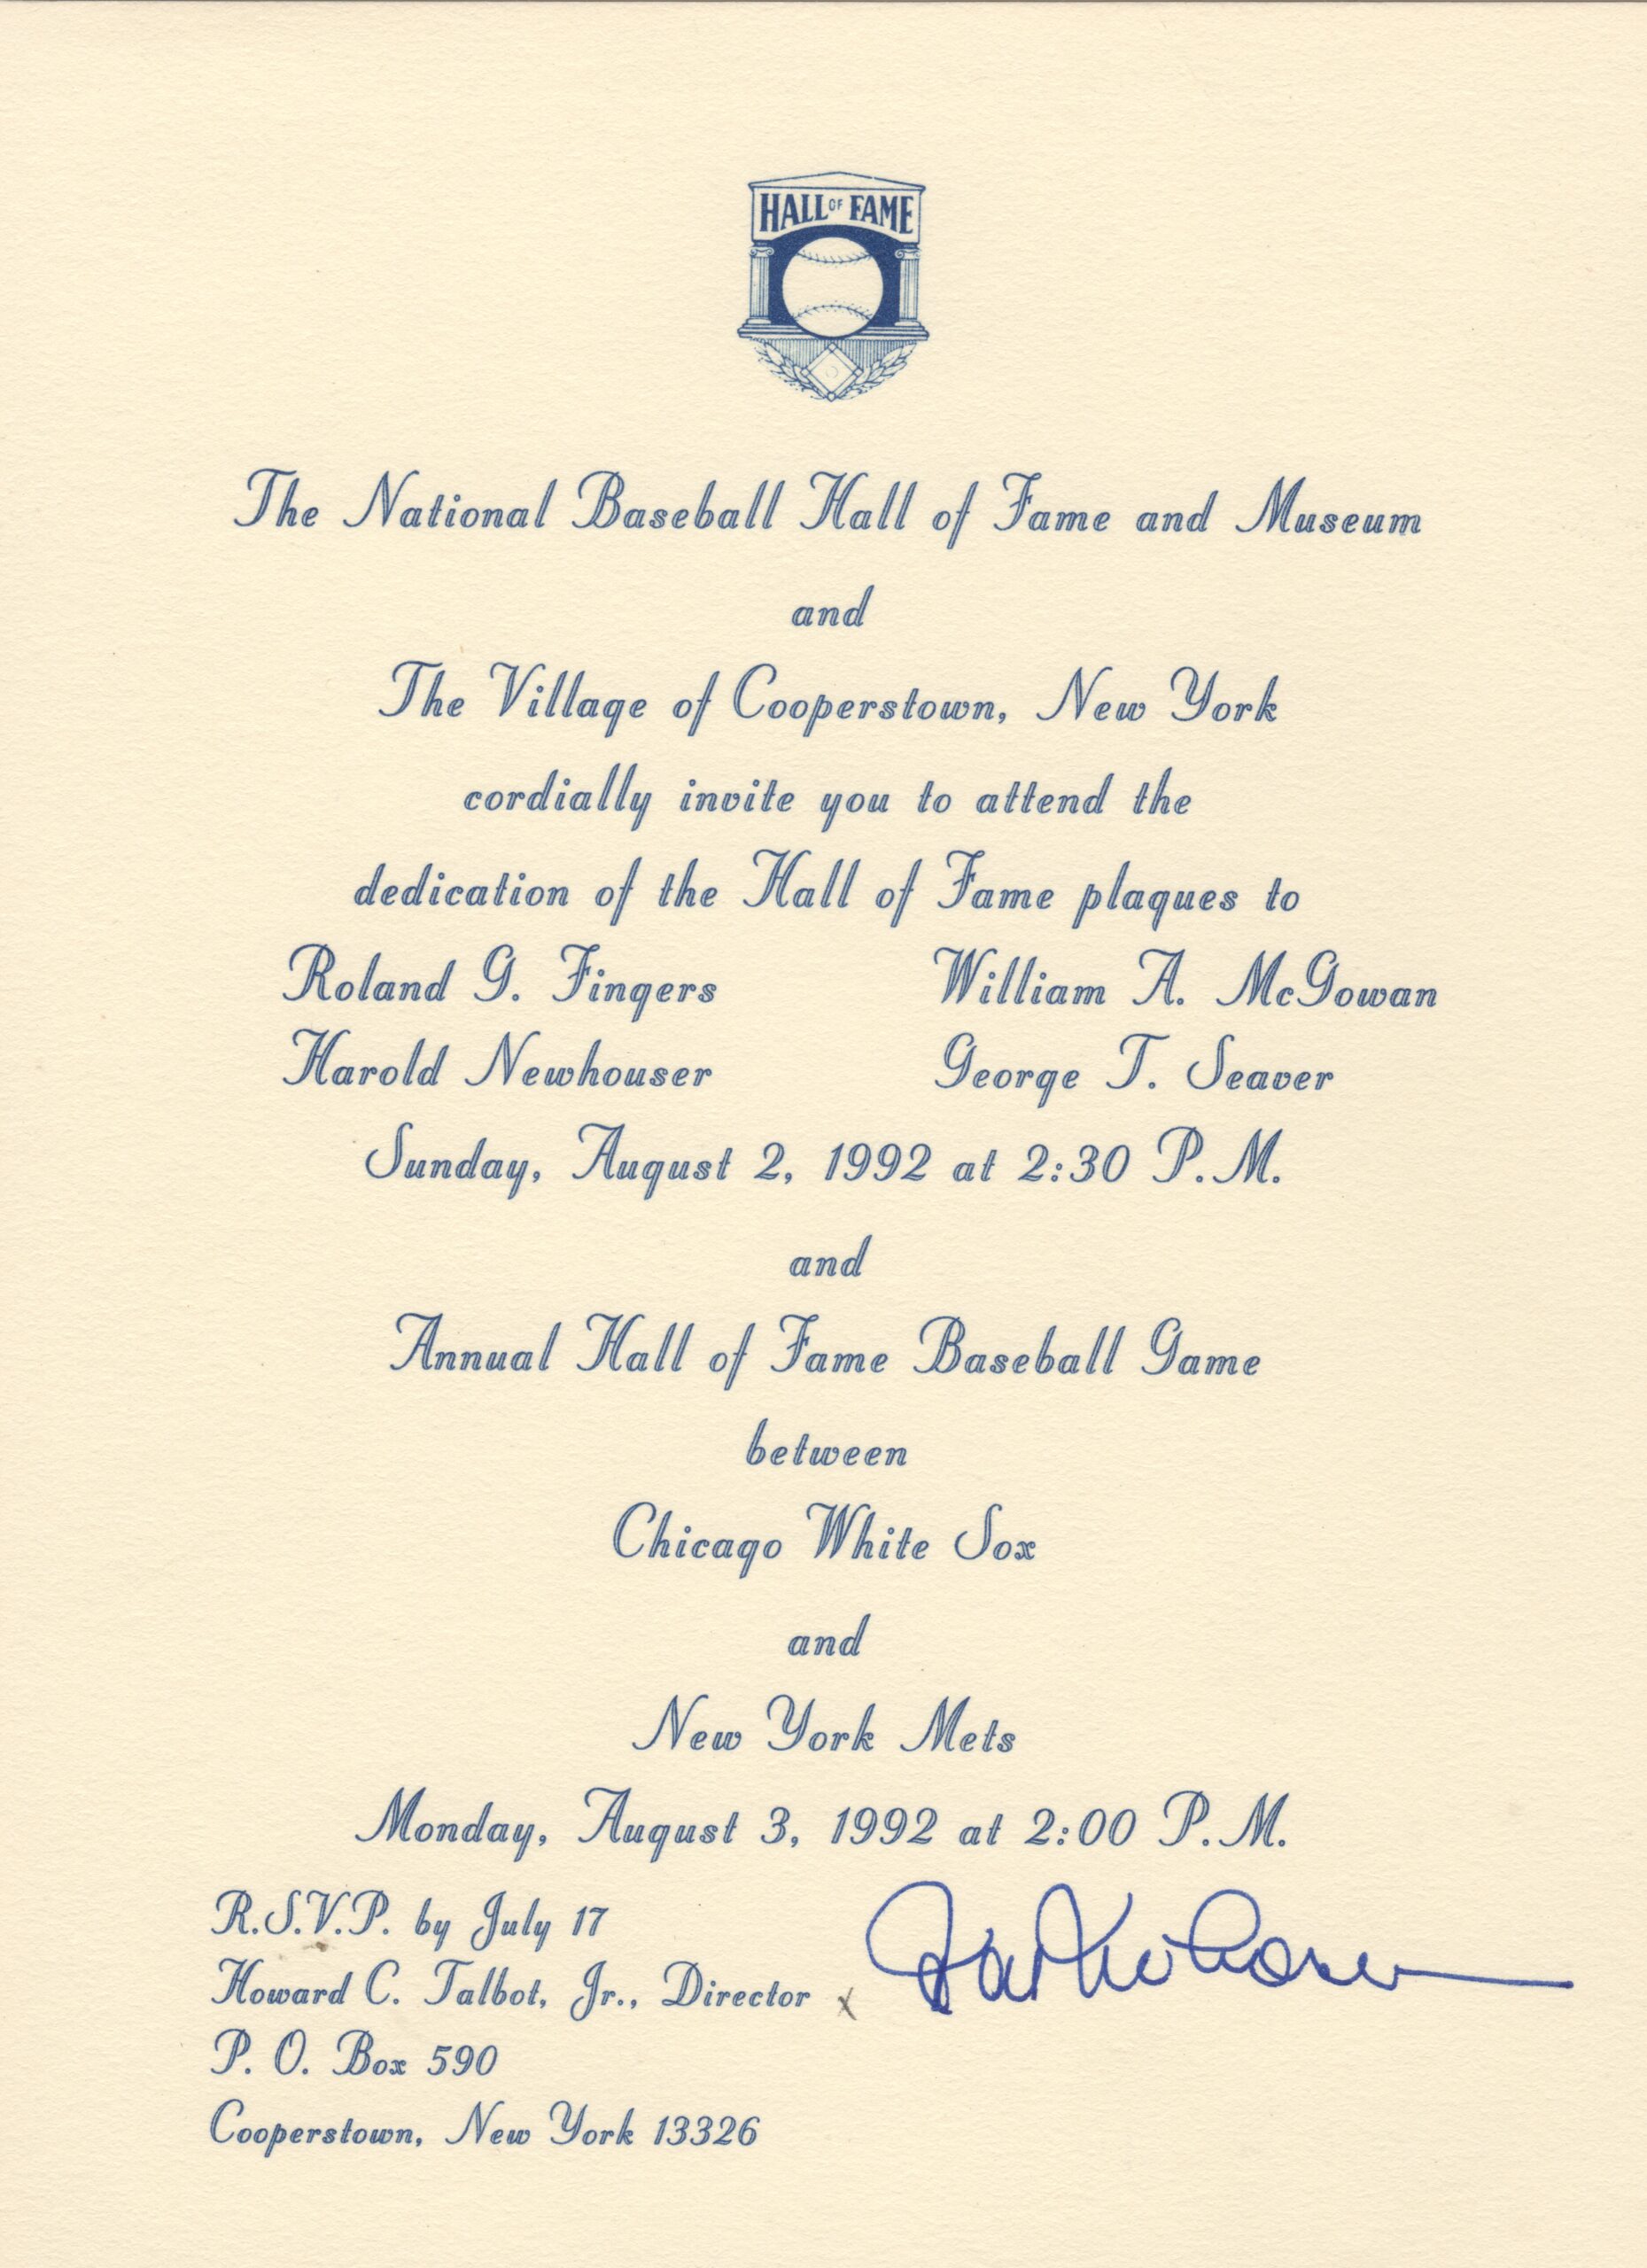 HALL OF FAME
The National Baseball Hall of Fame and Museum
and
The Village of Cooperstown, New York
cordially invite you to attend the
dedication of the Hall of Fame plaques to
Roland G. Fingers William A. McGowan
Harold Newhouser George T. Seaver
Sunday, August 2, 1992 at 2:30 P.M.
and
Annual Hall of Fame Baseball Game
between
Chicago White Sox
and
New York Mets
Monday, August 3, 1992 at 2:00 P.M.
R.S.V.P. by July 17
Howard C. Talbot, Jr., Director x
P. O. Box 590
Cooperstown, New York 13326